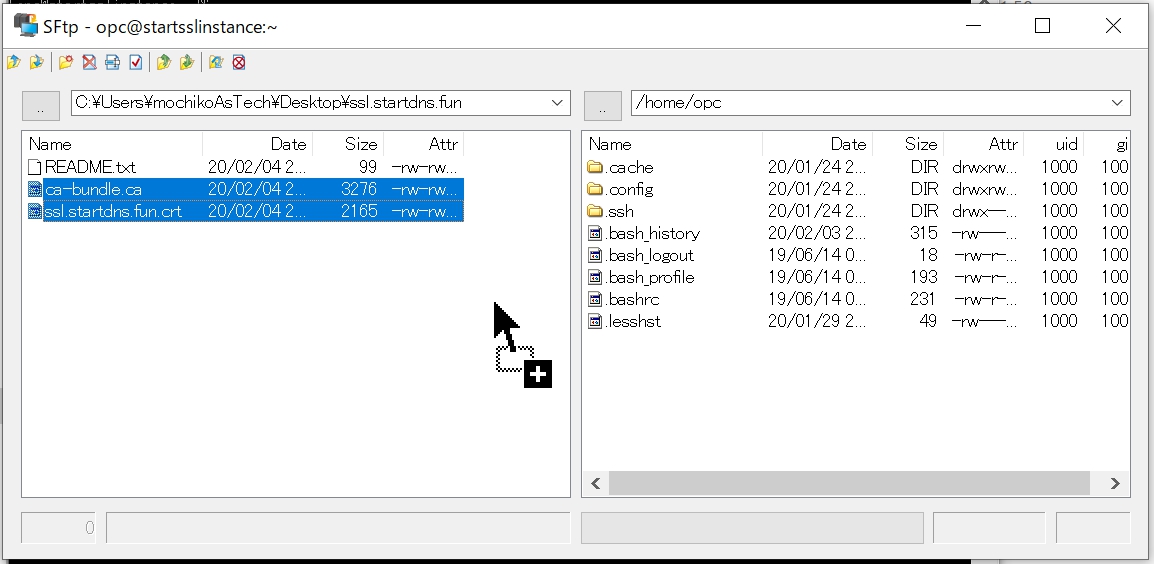 SFtp - opc@startsslinstance:~
.. C:¥Users¥mochikoAsTech¥Desktop¥ssl.startdns.fun
.. /home/opc
Name Date Size Attr
README.txt 20/02/04 2... 99 -rw-rw...
ca-bundle.ca 20/02/04 2... 3276 -rw-rw...
ssl.startdns.fun.crt 20/02/04 2... 2165 -rw-rw...
0
Name Date Size Attr uid gi
.cache 20/01/24 2... DIR drwxrw... 1000 100
.config 20/01/24 2... DIR drwxrw... 1000 100
.ssh 20/01/24 2... DIR drwx--... 1000 100
.bash_history 20/02/03 2... 315 -rw---... 1000 100
.bash_logout 19/06/14 0... 18 -rw-r-... 1000 100
.bash_profile 19/06/14 0... 193 -rw-r-... 1000 100
.bashrc 19/06/14 0... 231 -rw-r-... 1000 100
.lesshst 20/01/29 2... 49 -rw---... 1000 100